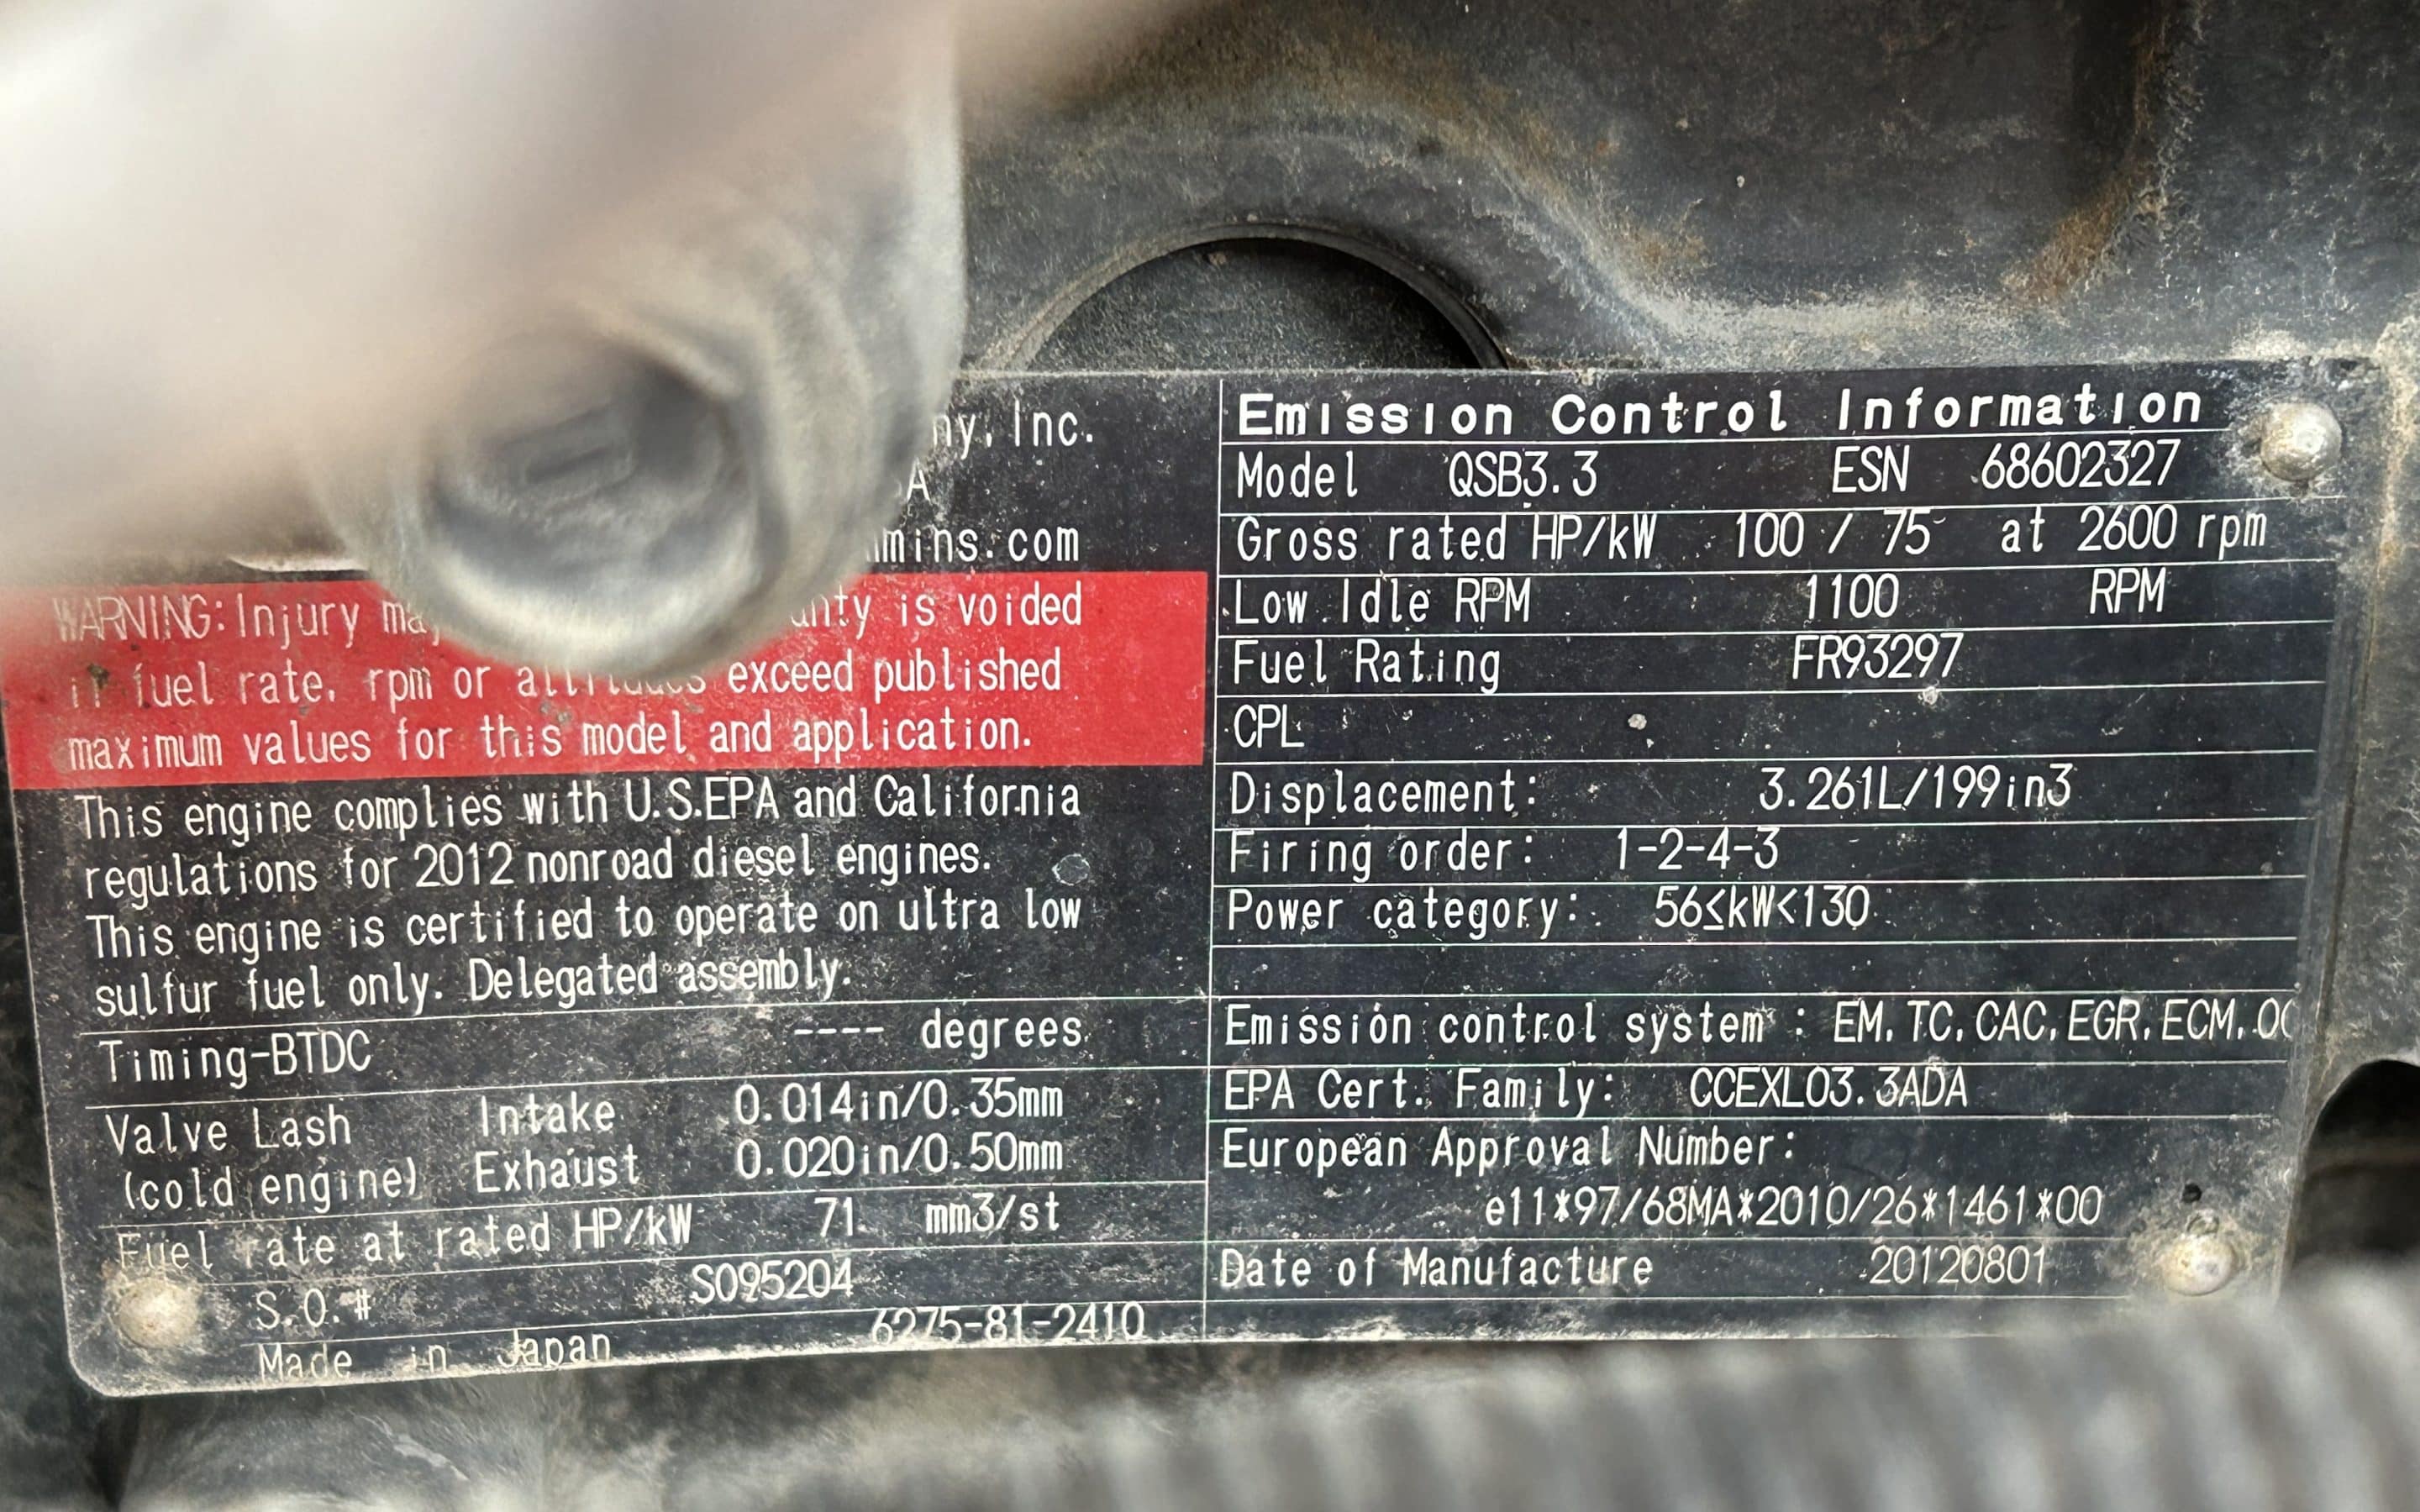 Inc.
WARNING: Injury is voided
if fuel rate, rpm or exceed published
maximum values for this model and application.
This engine complies with U.S.EPA and California
regulations for 2012 nonroad diesel engines.
This engine is certified to operate on ultra low
sulfur fuel only. Delegated assembly.
Timing-BTDC ---- degrees
Valve Lash Intake 0.014in/0.35mm
(cold engine) Exhaust 0.020in/0.50mm
Fuel rate at rated HP/kW 71 mm3/st
S.O.# S095204
Made in Japan 6275-81-2410
Emission Control Information
Model QSB3.3 ESN 68602327
Gross rated HP/kW 100 / 75 at 2600 rpm
Low Idle RPM 1100 RPM
Fuel Rating FR93297
CPL
Displacement: 3.261L/199in3
Firing order: 1-2-4-3
Power category: 56≤kW<130
Emission control system : EM, TC, CAC, EGR, ECM,
EPA Cert. Family: CCEXL03.3ADA
European Approval Number:
e11*97/68MA*2010/26*1461*00
Date of Manufacture 20120801